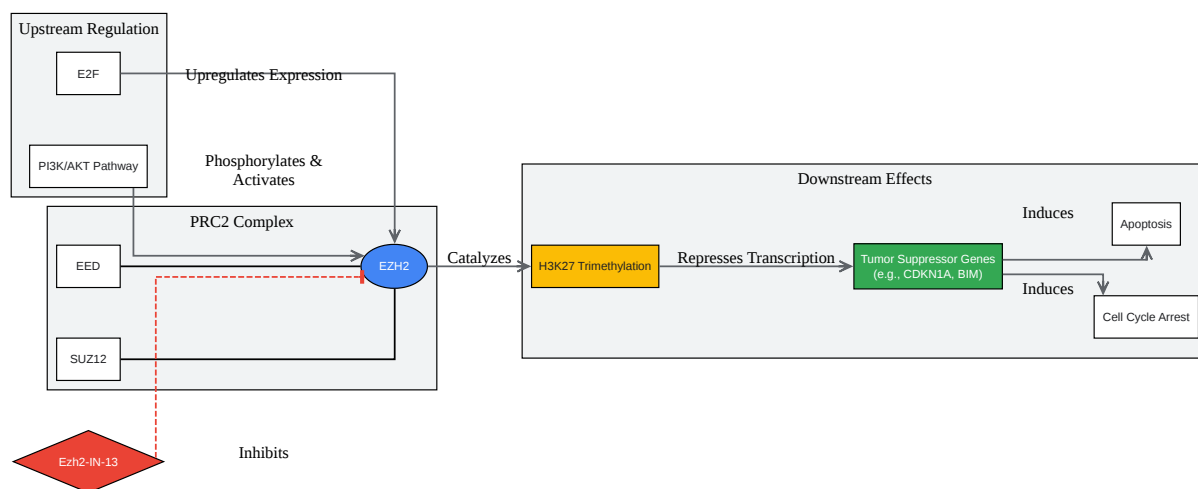 Upstream Regulation
E2F
Upregulates Expression
PI3K/AKT Pathway
Phosphorylates &
Activates
PRC2 Complex
EED
EZH2
SUZ12
Ezh2-IN-13
Inhibits
Catalyzes
Downstream Effects
H3K27 Trimethylation
Represses Transcription
Tumor Suppressor Genes
(e.g., CDKN1A, BIM)
Induces
Apoptosis
Induces
Cell Cycle Arrest